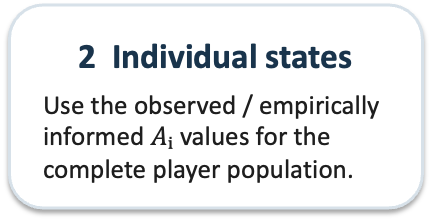 2 Individual states
Use the observed / empirically
informed Aᵢ values for the
complete player population.